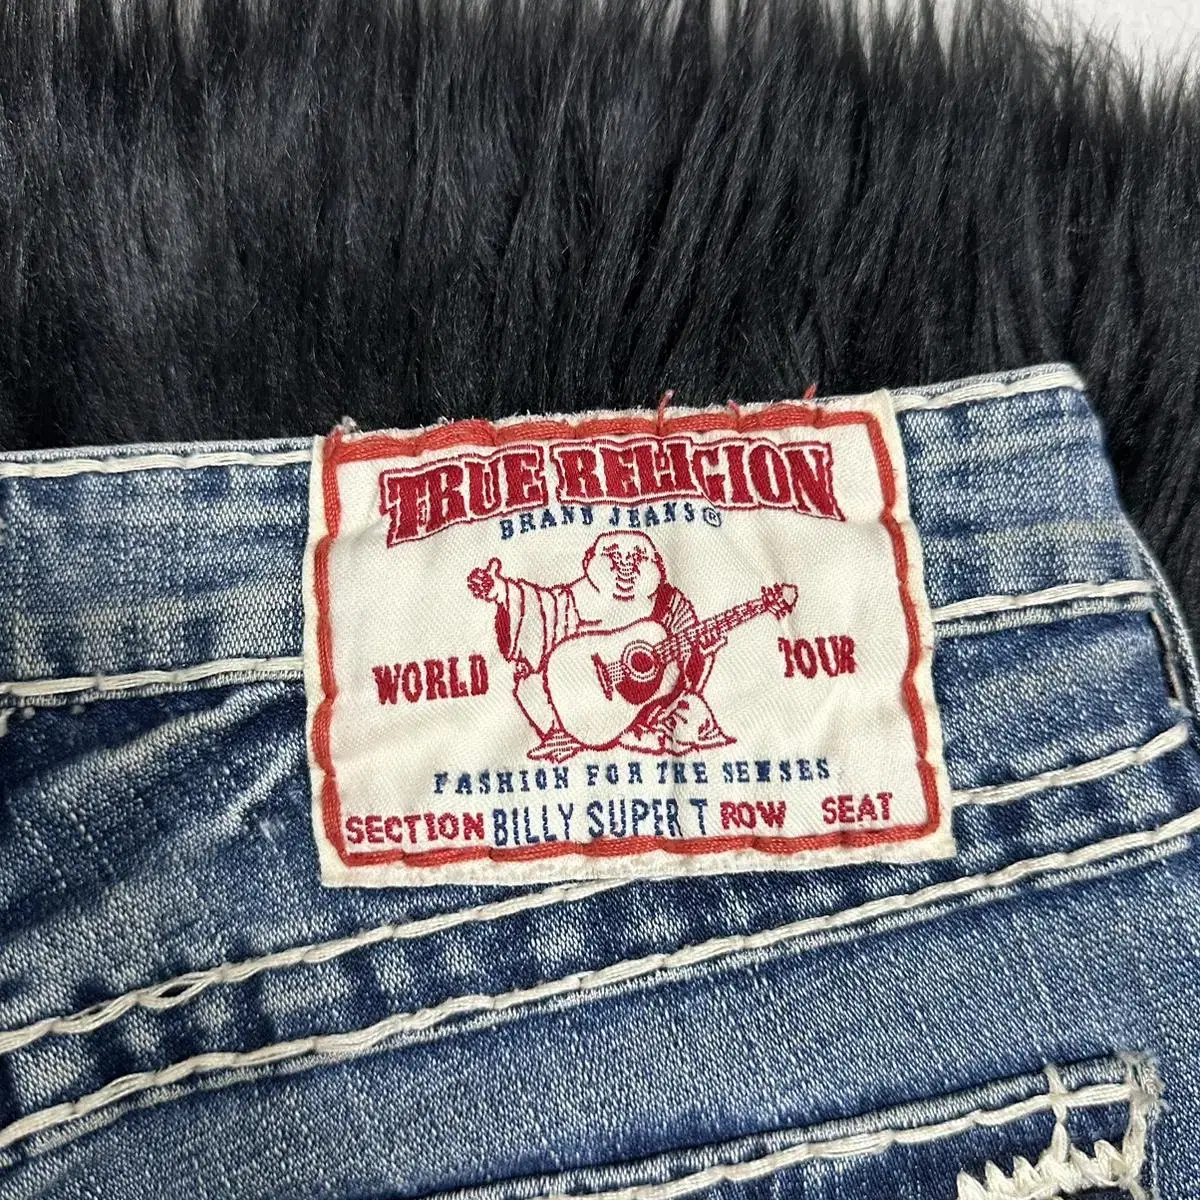 TRUE RELIGION
BRAND JEANS®
WORLD TOUR
FASHION FOR THE SENSES
SECTION BILLY SUPER T ROW SEAT